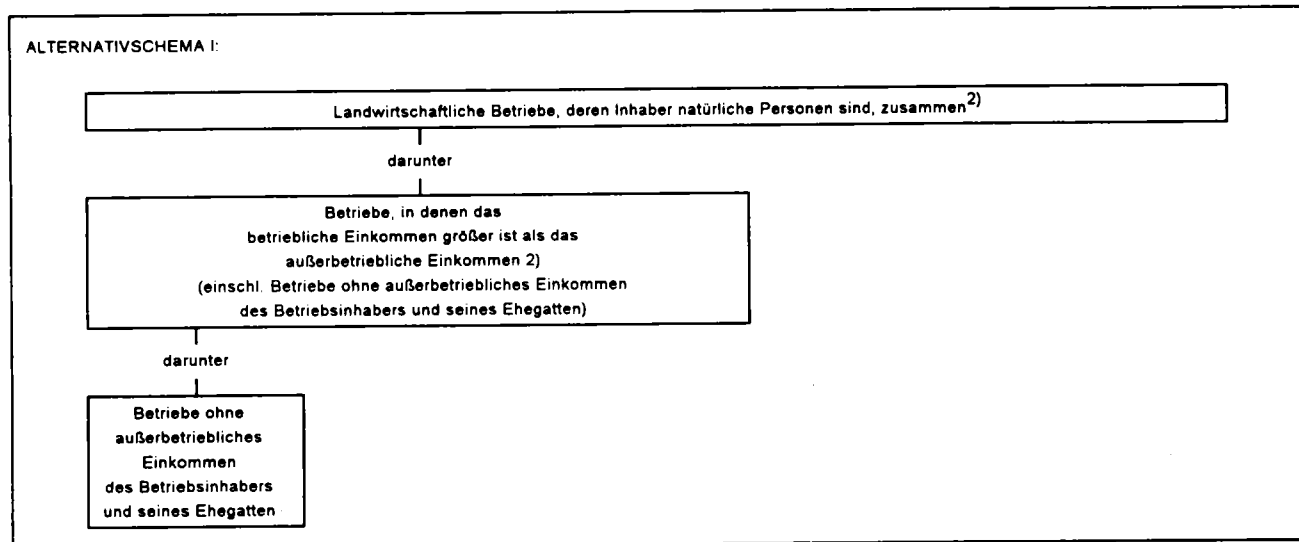 ALTERNATIVSCHEMA I:
Landwirtschaftliche Betriebe, deren Inhaber natürliche Personen sind, zusammen2)
darunter
Betriebe, in denen das
betriebliche Einkommen größer ist als das
außerbetriebliche Einkommen 2)
(einschl. Betriebe ohne außerbetriebliches Einkommen
des Betriebsinhabers und seines Ehegatten)
darunter
Betriebe ohne
außerbetriebliches
Einkommen
des Betriebsinhabers
und seines Ehegatten